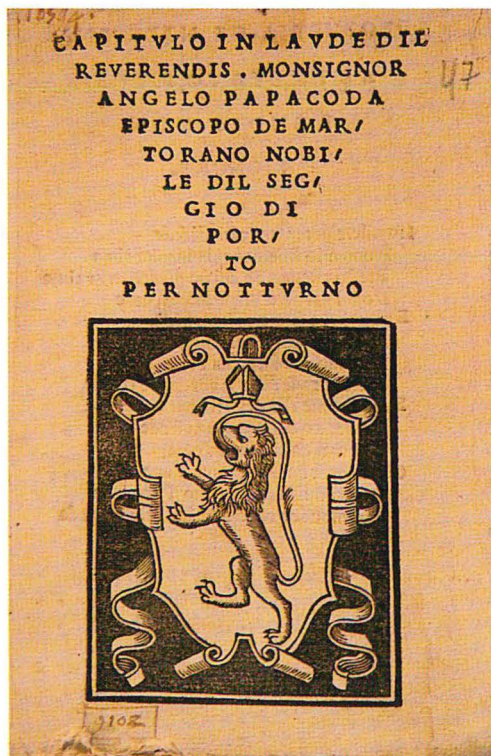 CAPITVLO IN LAVDE DIL
REVERENDIS . MONSIGNOR
ANGELO PAPACODA
EPISCOPO DE MAR/
TORANO NOBI/
LE DIL SEG/
GIO DI
POR/
TO
PER NOTTVRNO
47
9102